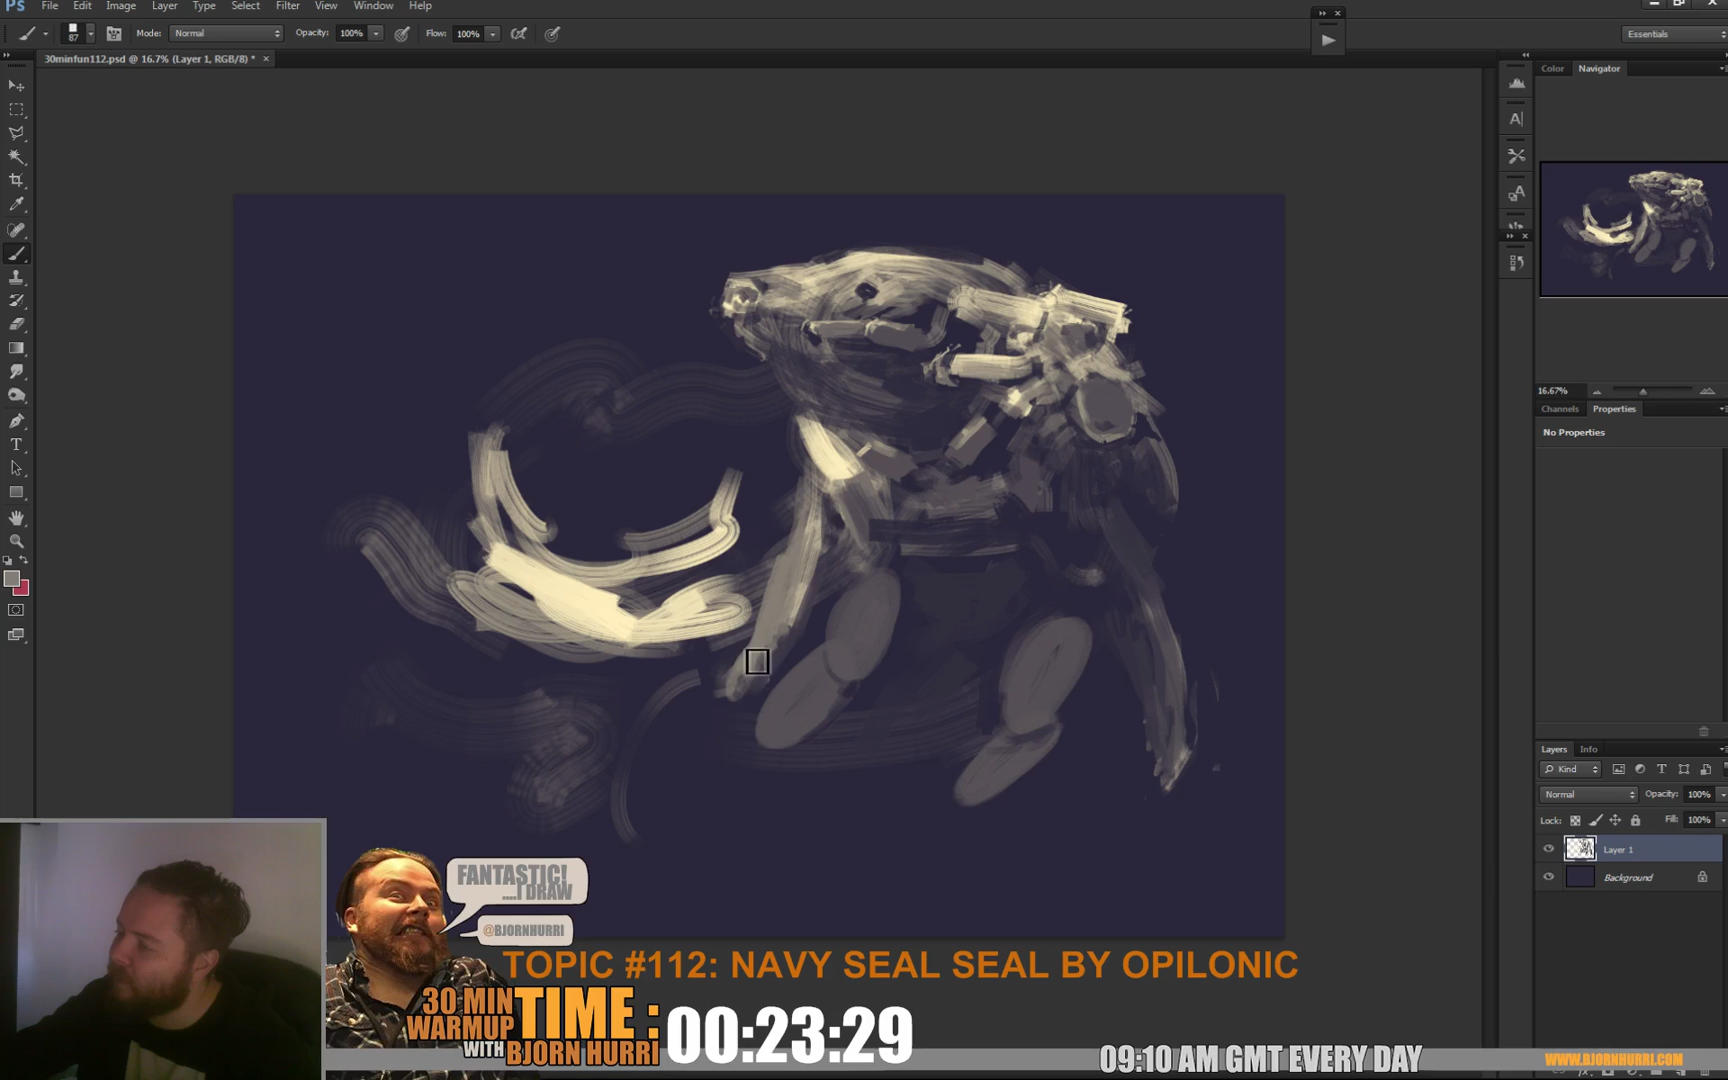 Ps File Edit Image Layer Type Select Filter View Window Help
87 Mode: Normal Opacity: 100% Flow: 100% Essentials
30minfun112.psd @ 16.7% (Layer 1, RGB/8) * ×
Color Navigator
16.67%
Channels Properties
No Properties
Layers Info
Kind
Normal Opacity: 100%
Lock: Fill: 100%
Layer 1
Background
FANTASTIC!
....I DRAW
@BJORNHURRI
TOPIC #112: NAVY SEAL SEAL BY OPILONIC
30 MIN
WARMUP
WITH BJORN HURRI
TIME : 00:23:29
09:10 AM GMT EVERY DAY
WWW.BJORNHURRI.COM